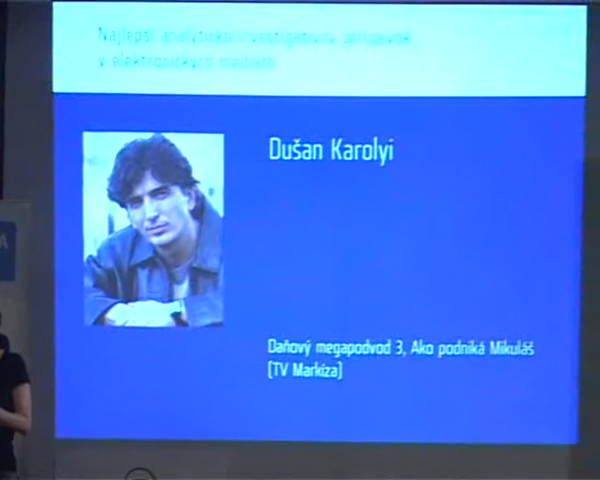 Najlepší analyticko-investigatívny príspevok
v elektronických médiách
Dušan Karolyi
Daňový megapodvod 3, Ako podniká Mikuláš
(TV Markíza)
A